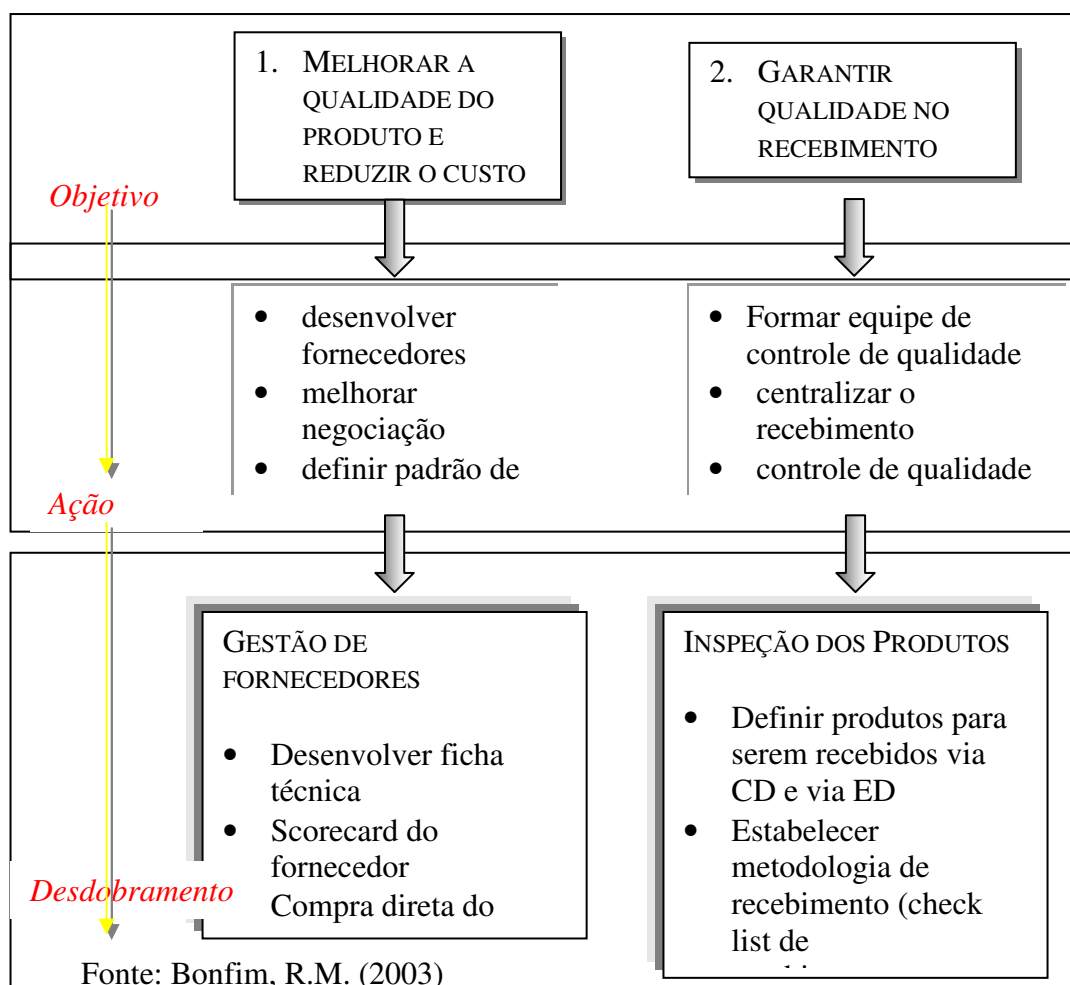 1. MELHORAR A
QUALIDADE DO
PRODUTO E
REDUZIR O CUSTO
2. GARANTIR
QUALIDADE NO
RECEBIMENTO
Objetivo
• desenvolver
fornecedores
• melhorar
negociação
• definir padrão de
• Formar equipe de
controle de qualidade
• centralizar o
recebimento
• controle de qualidade
Ação
GESTÃO DE
FORNECEDORES
• Desenvolver ficha
técnica
• Scorecard do
fornecedor
Compra direta do
INSPEÇÃO DOS PRODUTOS
• Definir produtos para
serem recebidos via
CD e via ED
• Estabelecer
metodologia de
recebimento (check
list de
Desdobramento
Fonte: Bonfim, R.M. (2003)